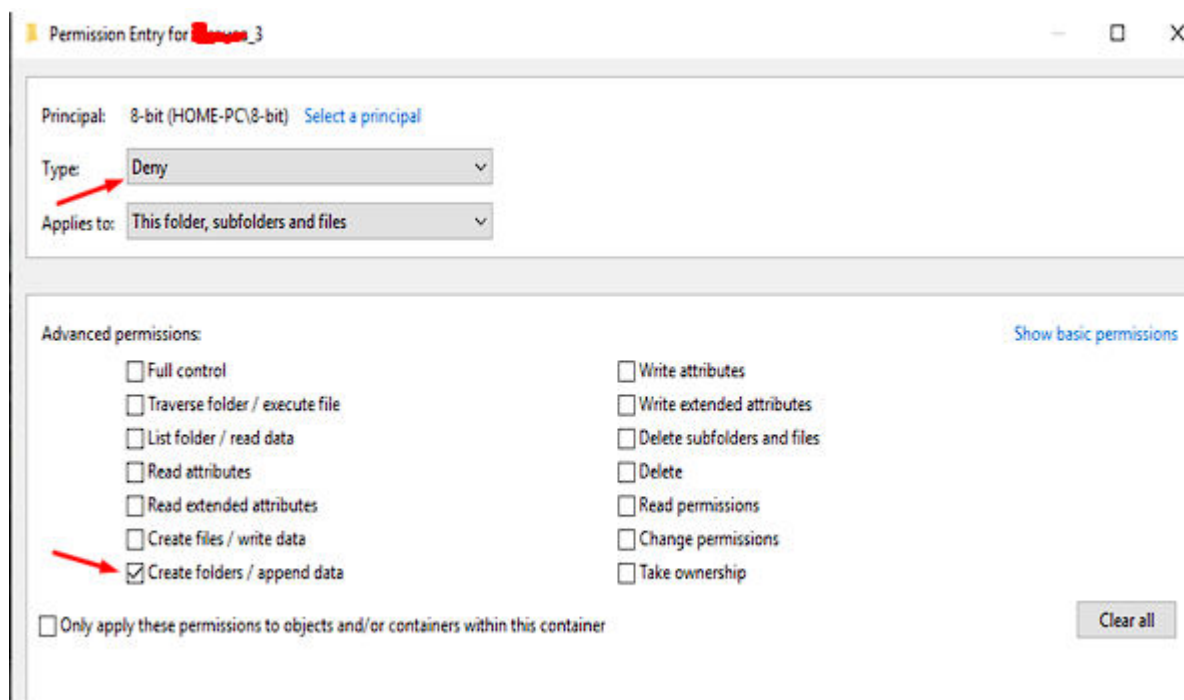 Permission Entry for _3
Principal: 8-bit (HOME-PC\8-bit) Select a principal
Type: Deny
Applies to: This folder, subfolders and files
Advanced permissions: Show basic permissions
Full control Write attributes
Traverse folder / execute file Write extended attributes
List folder / read data Delete subfolders and files
Read attributes Delete
Read extended attributes Read permissions
Create files / write data Change permissions
Create folders / append data Take ownership
Only apply these permissions to objects and/or containers within this container Clear all